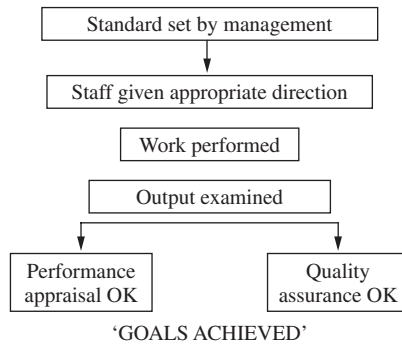 Standard set by management
Staff given appropriate direction
Work performed
Output examined
Performance
appraisal OK
Quality
assurance OK
‘GOALS ACHIEVED’